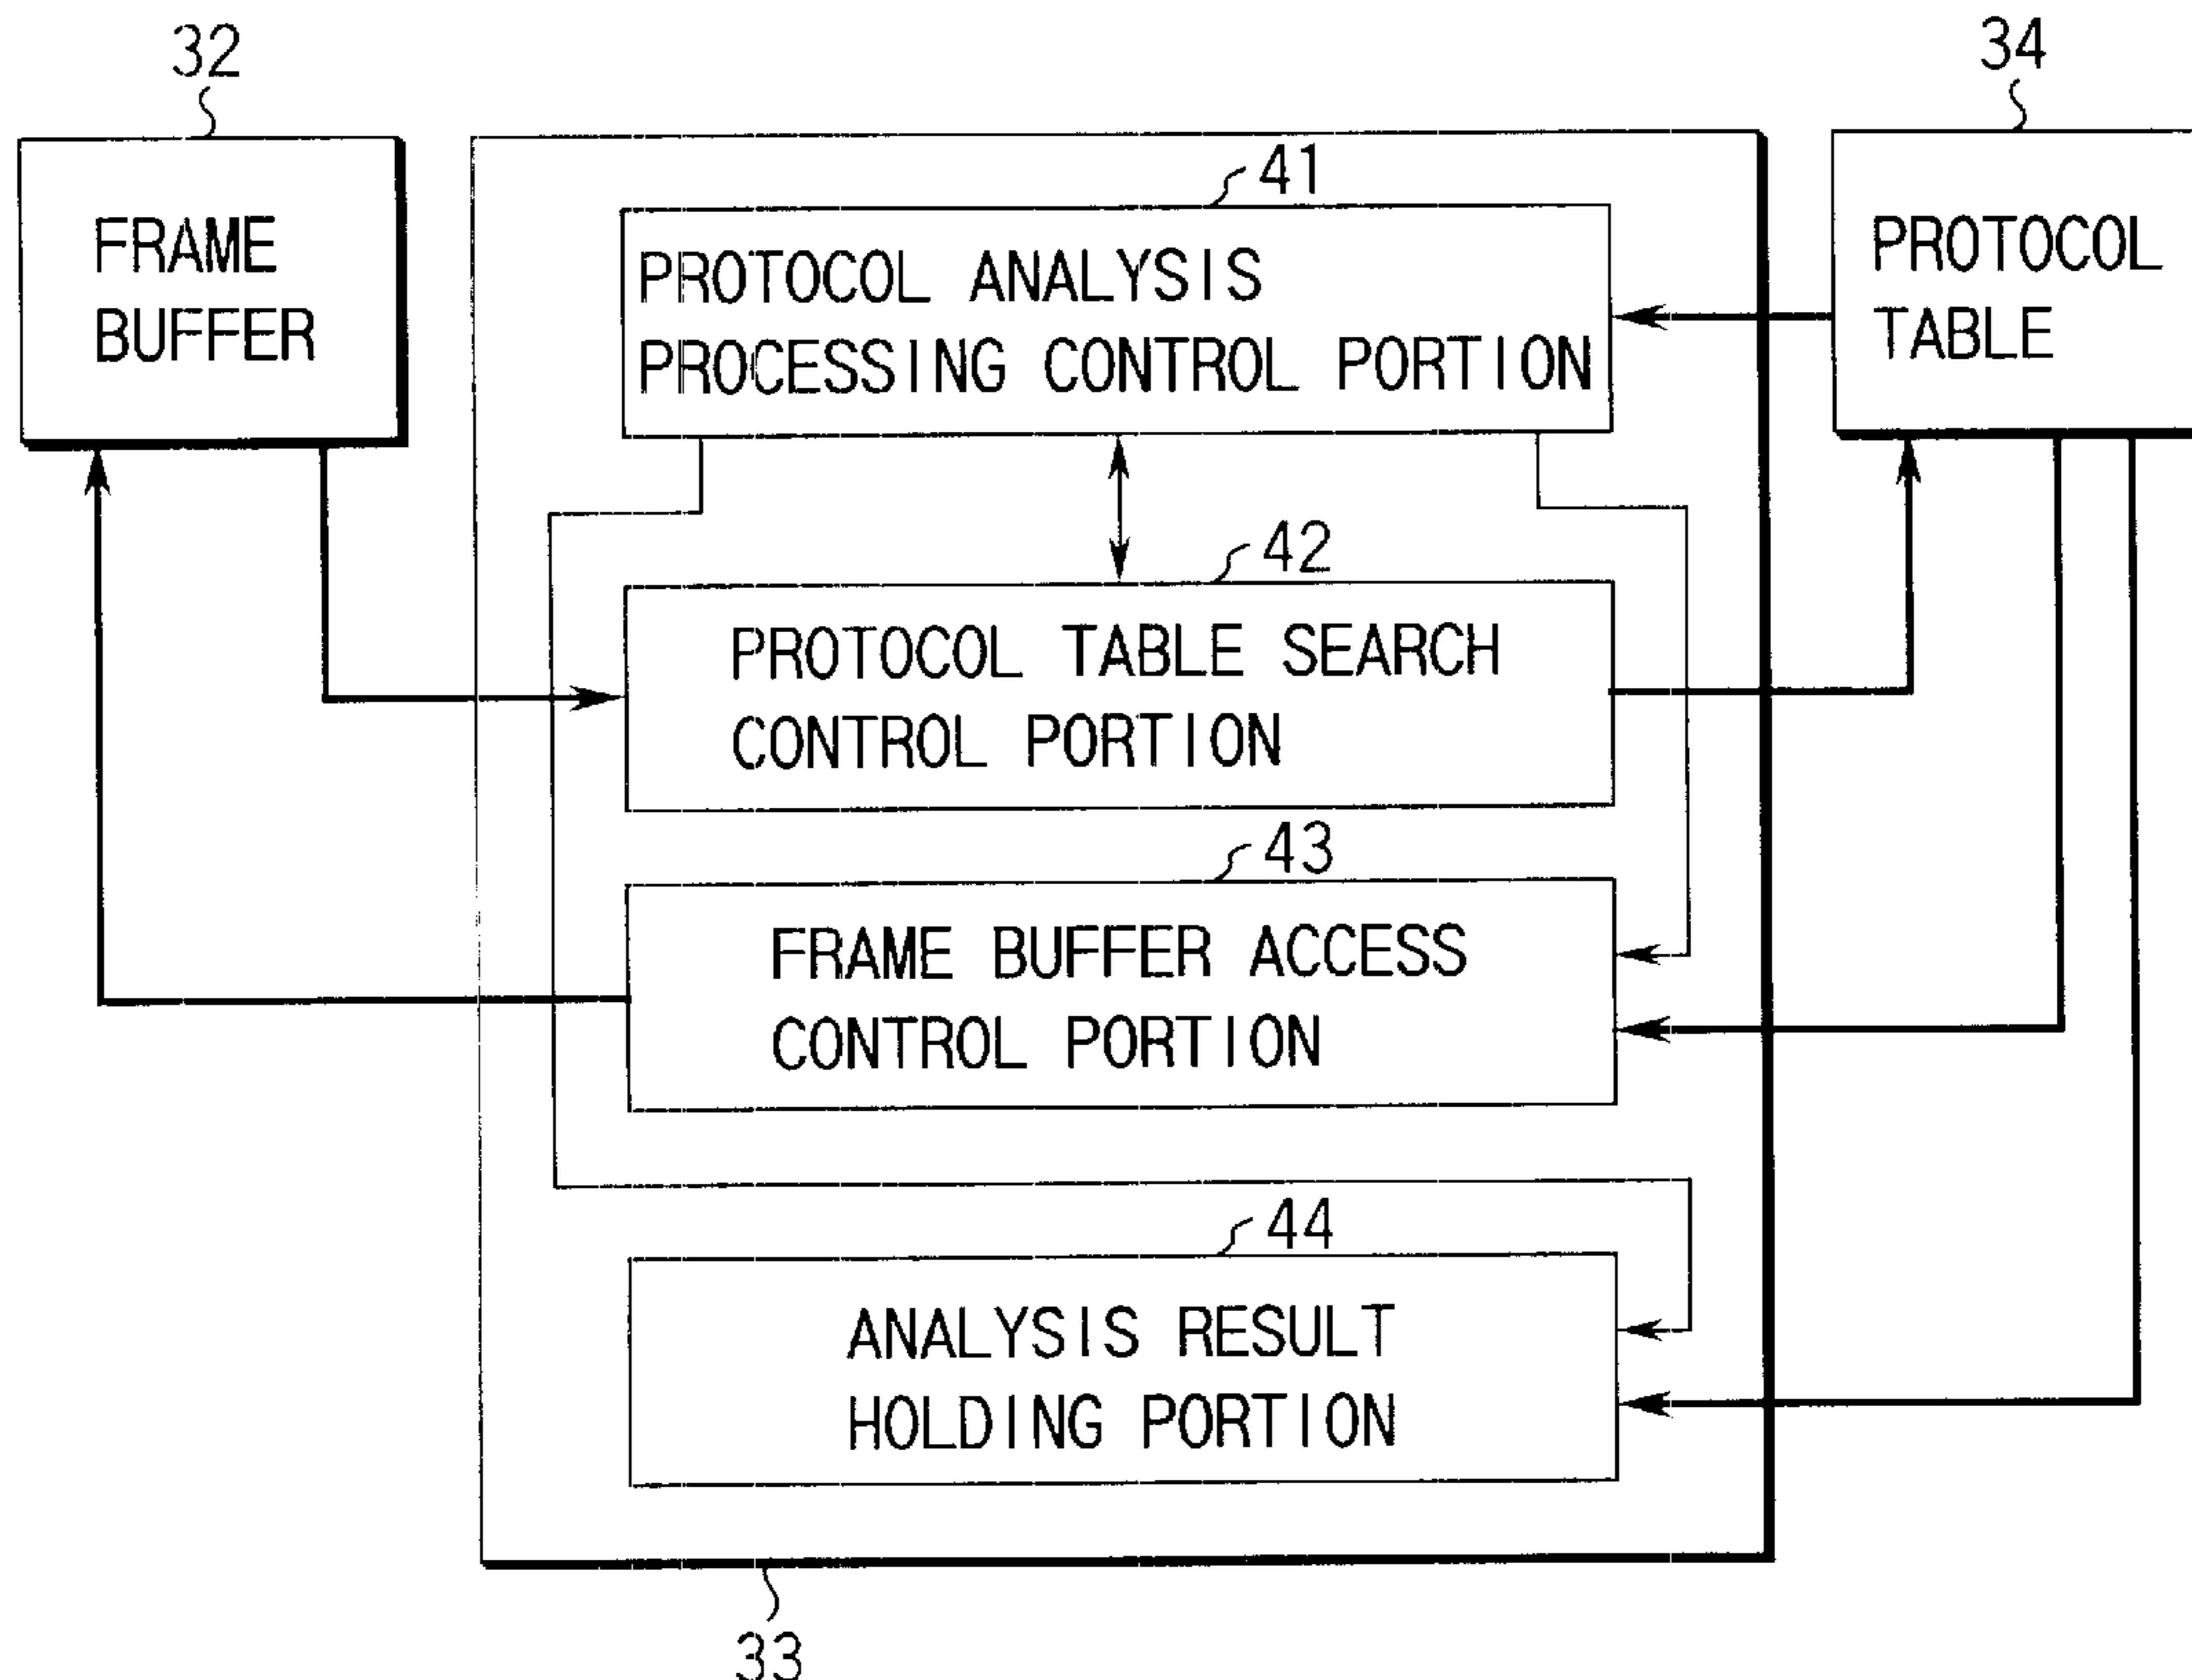 32
34
FRAME
BUFFER
41
PROTOCOL ANALYSIS
PROCESSING CONTROL PORTION
PROTOCOL
TABLE
42
PROTOCOL TABLE SEARCH
CONTROL PORTION
43
FRAME BUFFER ACCESS
CONTROL PORTION
44
ANALYSIS RESULT
HOLDING PORTION
33